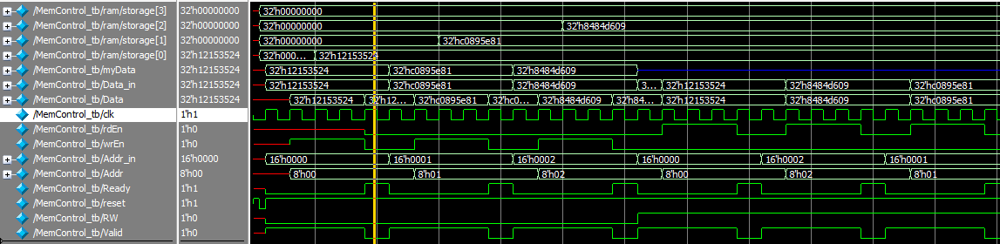 /MemControl_tb/ram/storage[3] 32'h00000000 32'h00000000
/MemControl_tb/ram/storage[2] 32'h00000000 32'h00000000 32'h8484d609
/MemControl_tb/ram/storage[1] 32'h00000000 32'h00000000 32'hc0895e81
/MemControl_tb/ram/storage[0] 32'h12153524 32'h000... 32'h12153524
/MemControl_tb/myData 32'h12153524 32'h12153524 32'hc0895e81 32'h8484d609
/MemControl_tb/Data_in 32'h12153524 32'h12153524 32'hc0895e81 32'h8484d609 3... 32'h12153524 32'h8484d609 32'hc0895e81
/MemControl_tb/Data 32'h12153524 32'h12153524 32'h12... 32'hc0895e81 32'hc0... 32'h8484d609 32'h84... 32'h12153524 32'h8484d609 32'hc0895e81
/MemControl_tb/clk 1'h1
/MemControl_tb/rdEn 1'h0
/MemControl_tb/wrEn 1'h0
/MemControl_tb/Addr_in 16'h0000 16'h0000 16'h0001 16'h0002 16'h0000 16'h0002 16'h0001
/MemControl_tb/Addr 8'h00 8'h00 8'h01 8'h02 8'h00 8'h02 8'h01
/MemControl_tb/Ready 1'h1
/MemControl_tb/reset 1'h1
/MemControl_tb/RW 1'h0
/MemControl_tb/Valid 1'h0